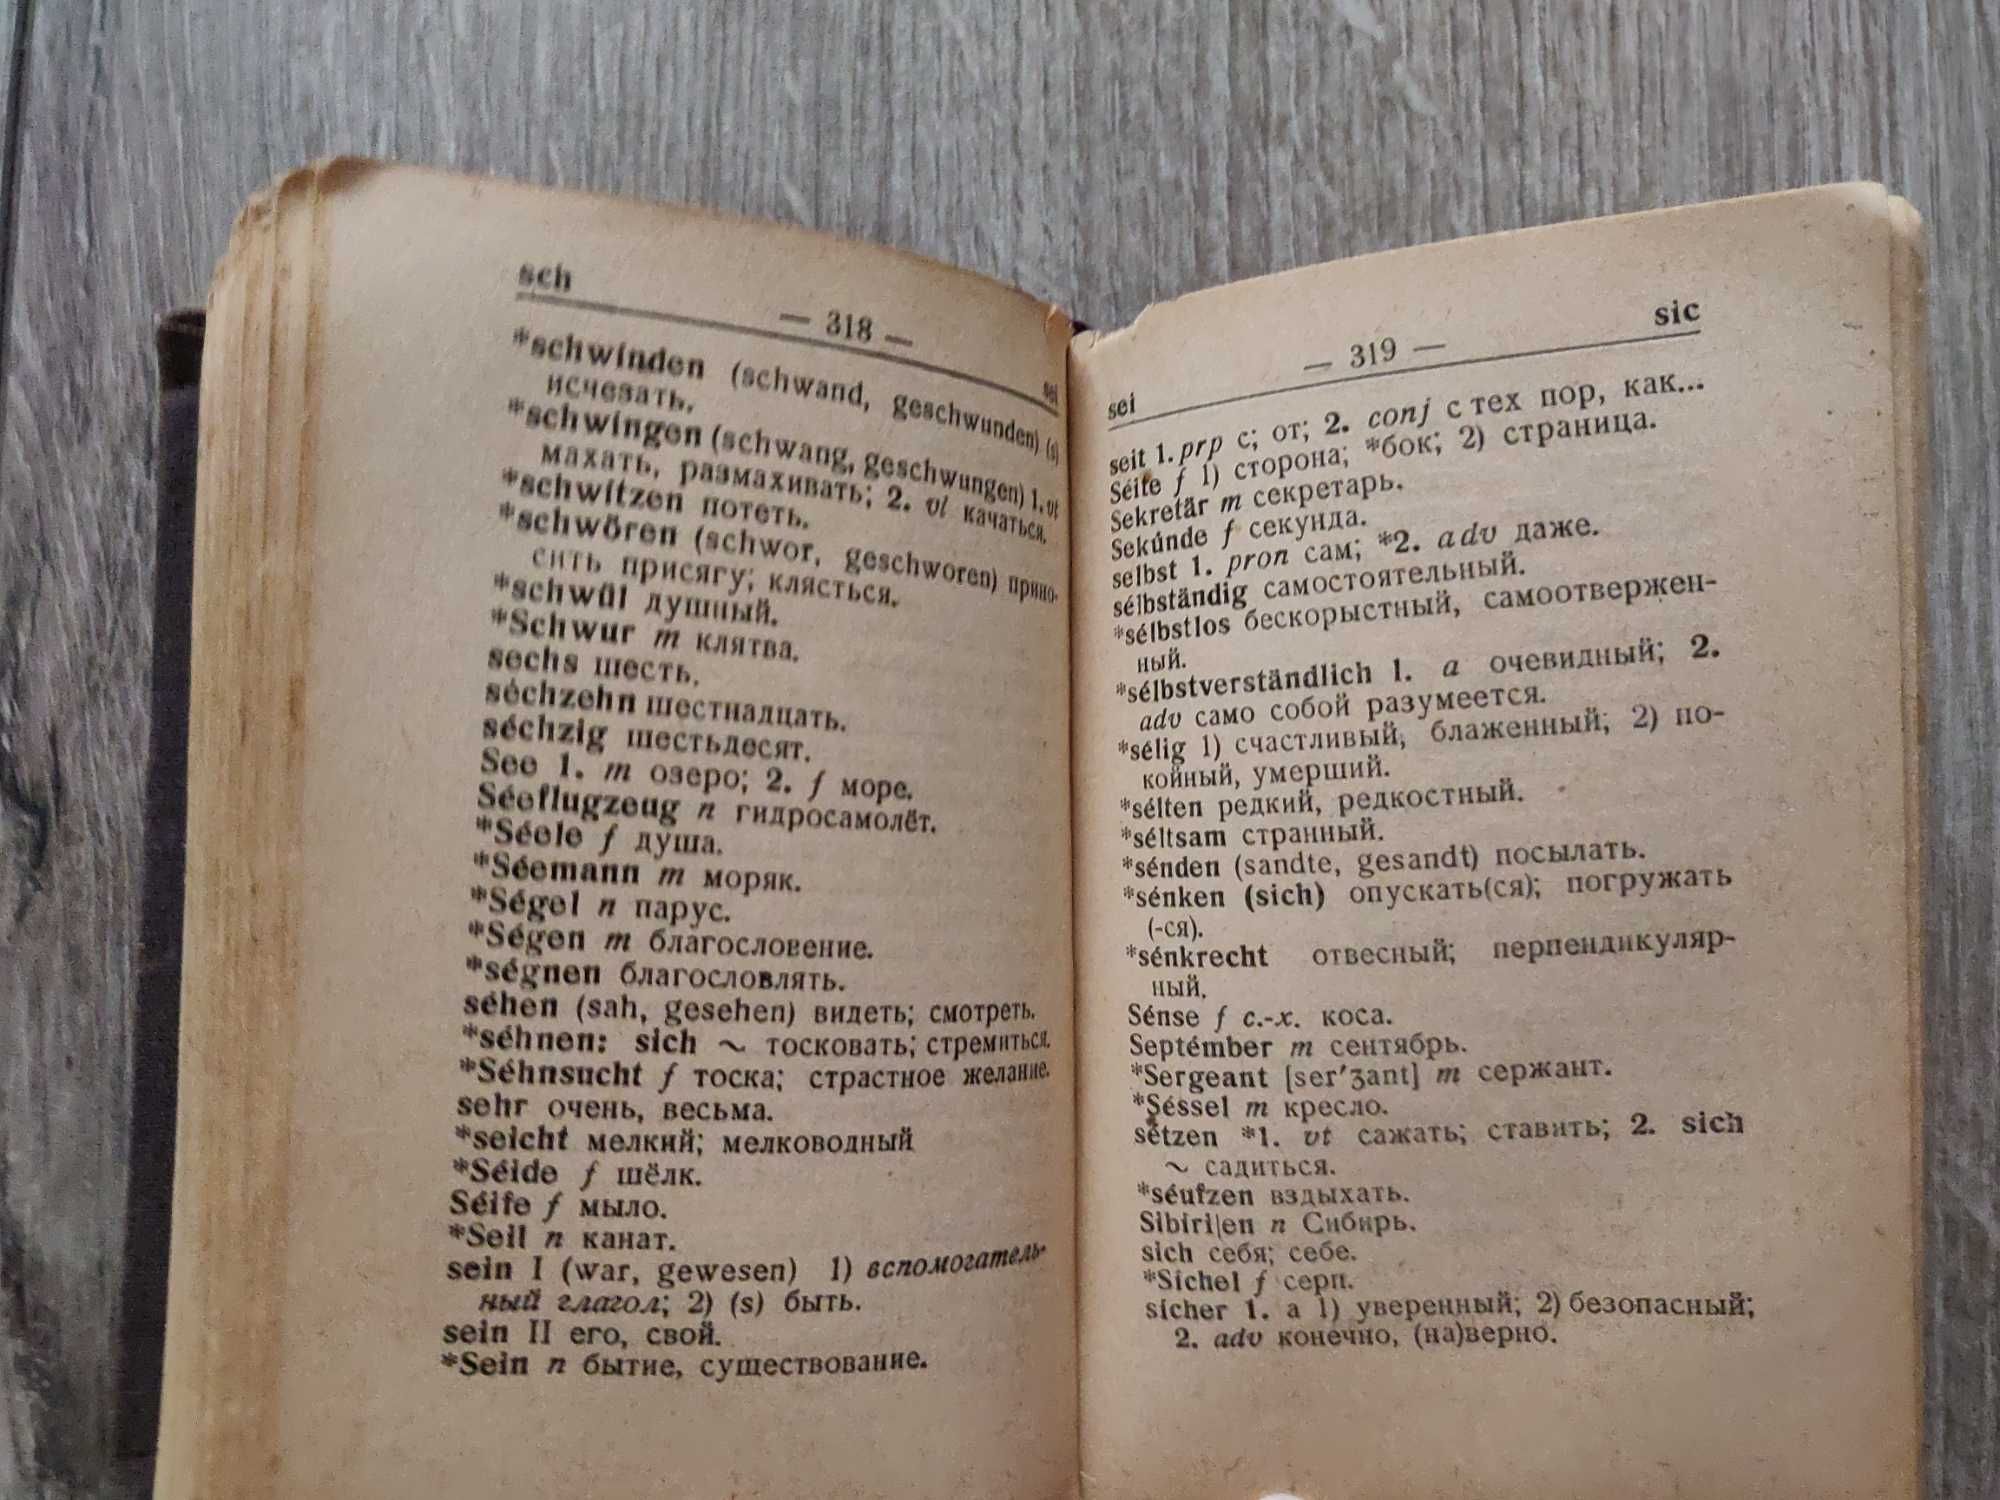 sch
— 318 —
sei
*schwinden (schwand, geschwunden) (s)
исчезать.
*schwingen (schwang, geschwungen) 1. vt
махать, размахивать; 2. vi качаться.
*schwitzen потеть.
*schwören (schwor, geschworen) прино-
сить присягу; клясться.
*schwül душный.
*Schwur m клятва.
sechs шесть.
séchzehn шестнадцать.
séchzig шестьдесят.
See 1. m озеро; 2. f море.
Séeflugzeug n гидросамолёт.
*Séele f душа.
*Séemann m моряк.
*Ségel n парус.
*Ségen m благословение.
*ségnen благословлять.
séhen (sah, gesehen) видеть; смотреть.
*séhnen: sich ~ тосковать; стремиться.
*Séhnsucht f тоска; страстное желание.
sehr очень, весьма.
*seicht мелкий; мелководный
*Séide f шёлк.
Séife f мыло.
*Seil n канат.
sein I (war, gewesen) 1) вспомогатель-
ный глагол; 2) (s) быть.
sein II его, свой.
*Sein n бытие, существование.
sei
— 319 —
sic
seit 1. prp с; от; 2. conj с тех пор, как...
Séite f 1) сторона; *бок; 2) страница.
Sekretär m секретарь.
Sekúnde f секунда.
selbst 1. pron сам; *2. adv даже.
sélbständig самостоятельный.
*sélbstlos бескорыстный, самоотвержен-
ный.
*sélbstverständlich 1. a очевидный; 2.
adv само собой разумеется.
*sélig 1) счастливый, блаженный; 2) по-
койный, умерший.
*sélten редкий, редкостный.
*séltsam странный.
*sénden (sandte, gesandt) посылать.
*sénken (sich) опускать(ся); погружать
(-ся).
*sénkrecht отвесный; перпендикуляр-
ный.
Sénse f с.-х. коса.
Septémber m сентябрь.
*Sergeant [ser'ʒant] m сержант.
*Séssel m кресло.
sétzen *1. vt сажать; ставить; 2. sich
~ садиться.
*séufzen вздыхать.
Sibiri|en n Сибирь.
sich себя; себе.
*Sichel f серп.
sicher 1. a 1) уверенный; 2) безопасный;
2. adv конечно, (на)верно.